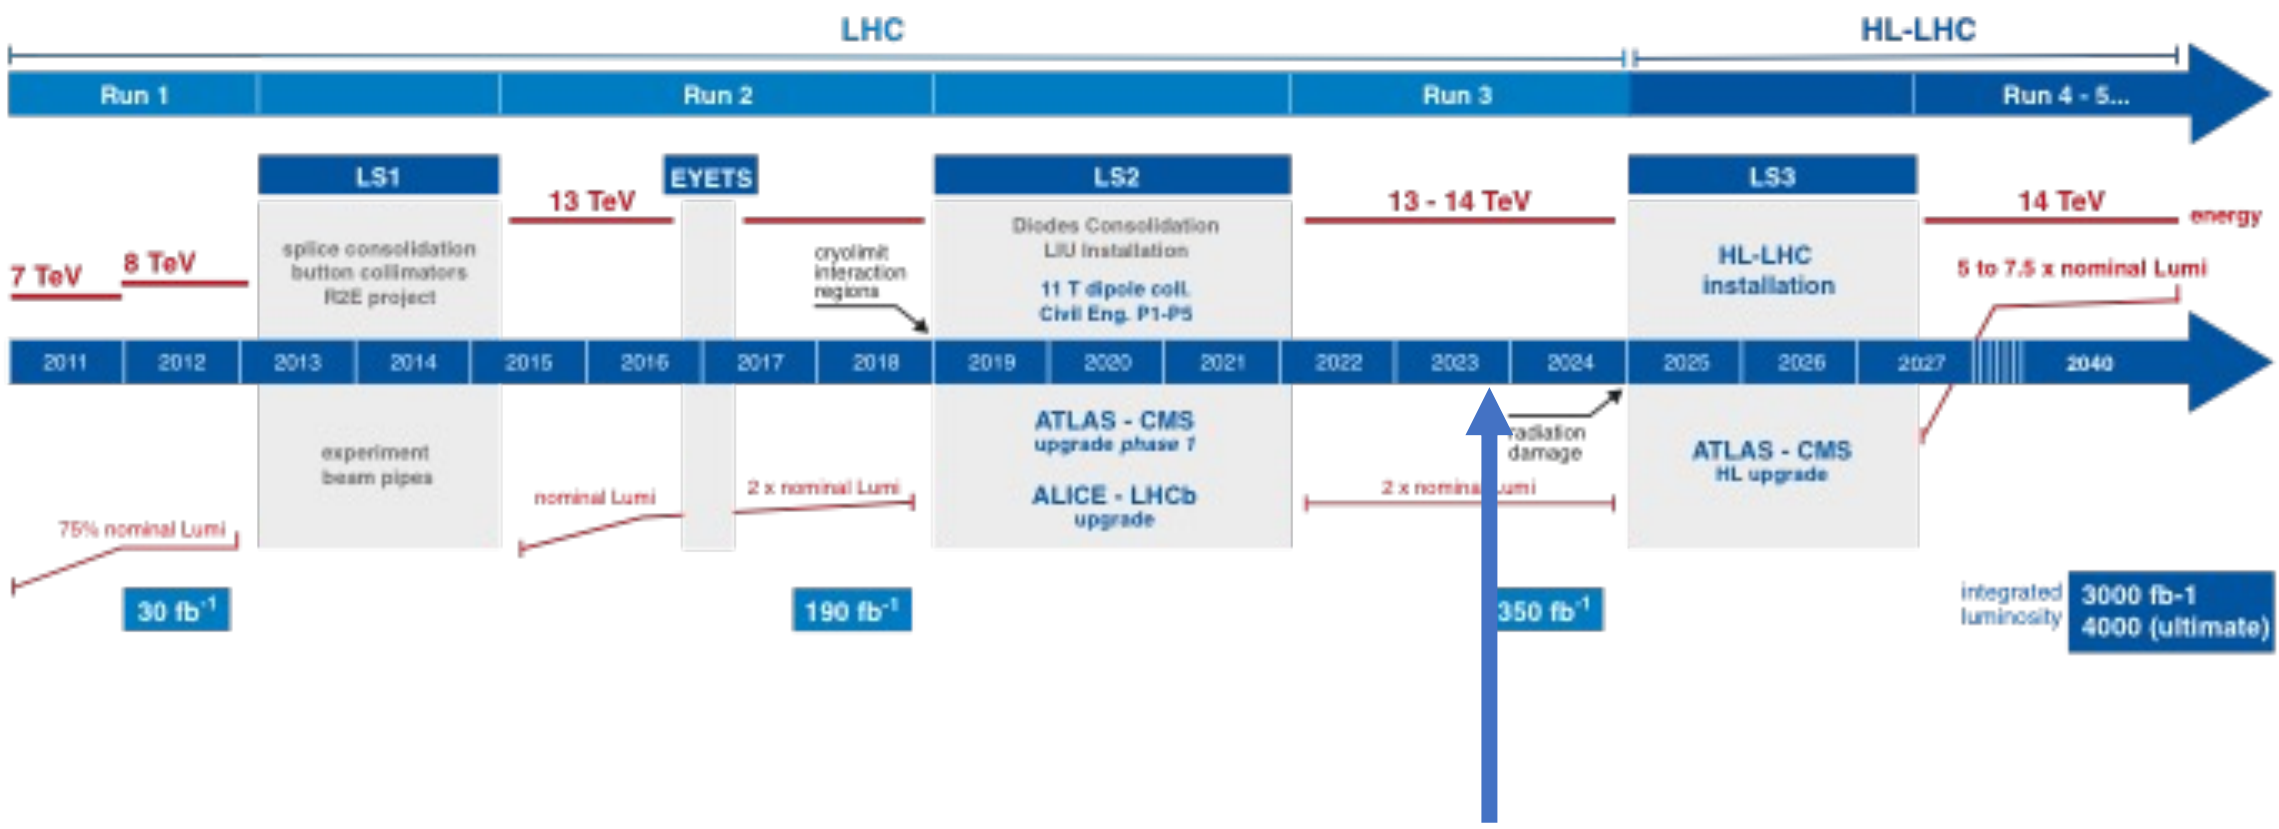 LHC
HL-LHC
Run 1
Run 2
Run 3
Run 4 - 5...
LS1
EYETS
LS2
LS3
13 TeV
13 - 14 TeV
14 TeV
energy
7 TeV
8 TeV
splice consolidation
button collimators
R2E project
cryolimit
interaction
regions
Diodes Consolidation
LIU Installation
11 T dipole coll.
Civil Eng. P1-P5
HL-LHC
installation
5 to 7.5 x nominal Lumi
2011
2012
2013
2014
2015
2016
2017
2018
2019
2020
2021
2022
2023
2024
2025
2026
2027
2040
experiment
beam pipes
ATLAS - CMS
upgrade phase 1
ALICE - LHCb
upgrade
radiation
damage
ATLAS - CMS
HL upgrade
75% nominal Lumi
nominal Lumi
2 x nominal Lumi
2 x nominal Lumi
30 fb-1
190 fb-1
350 fb-1
integrated
luminosity
3000 fb-1
4000 (ultimate)